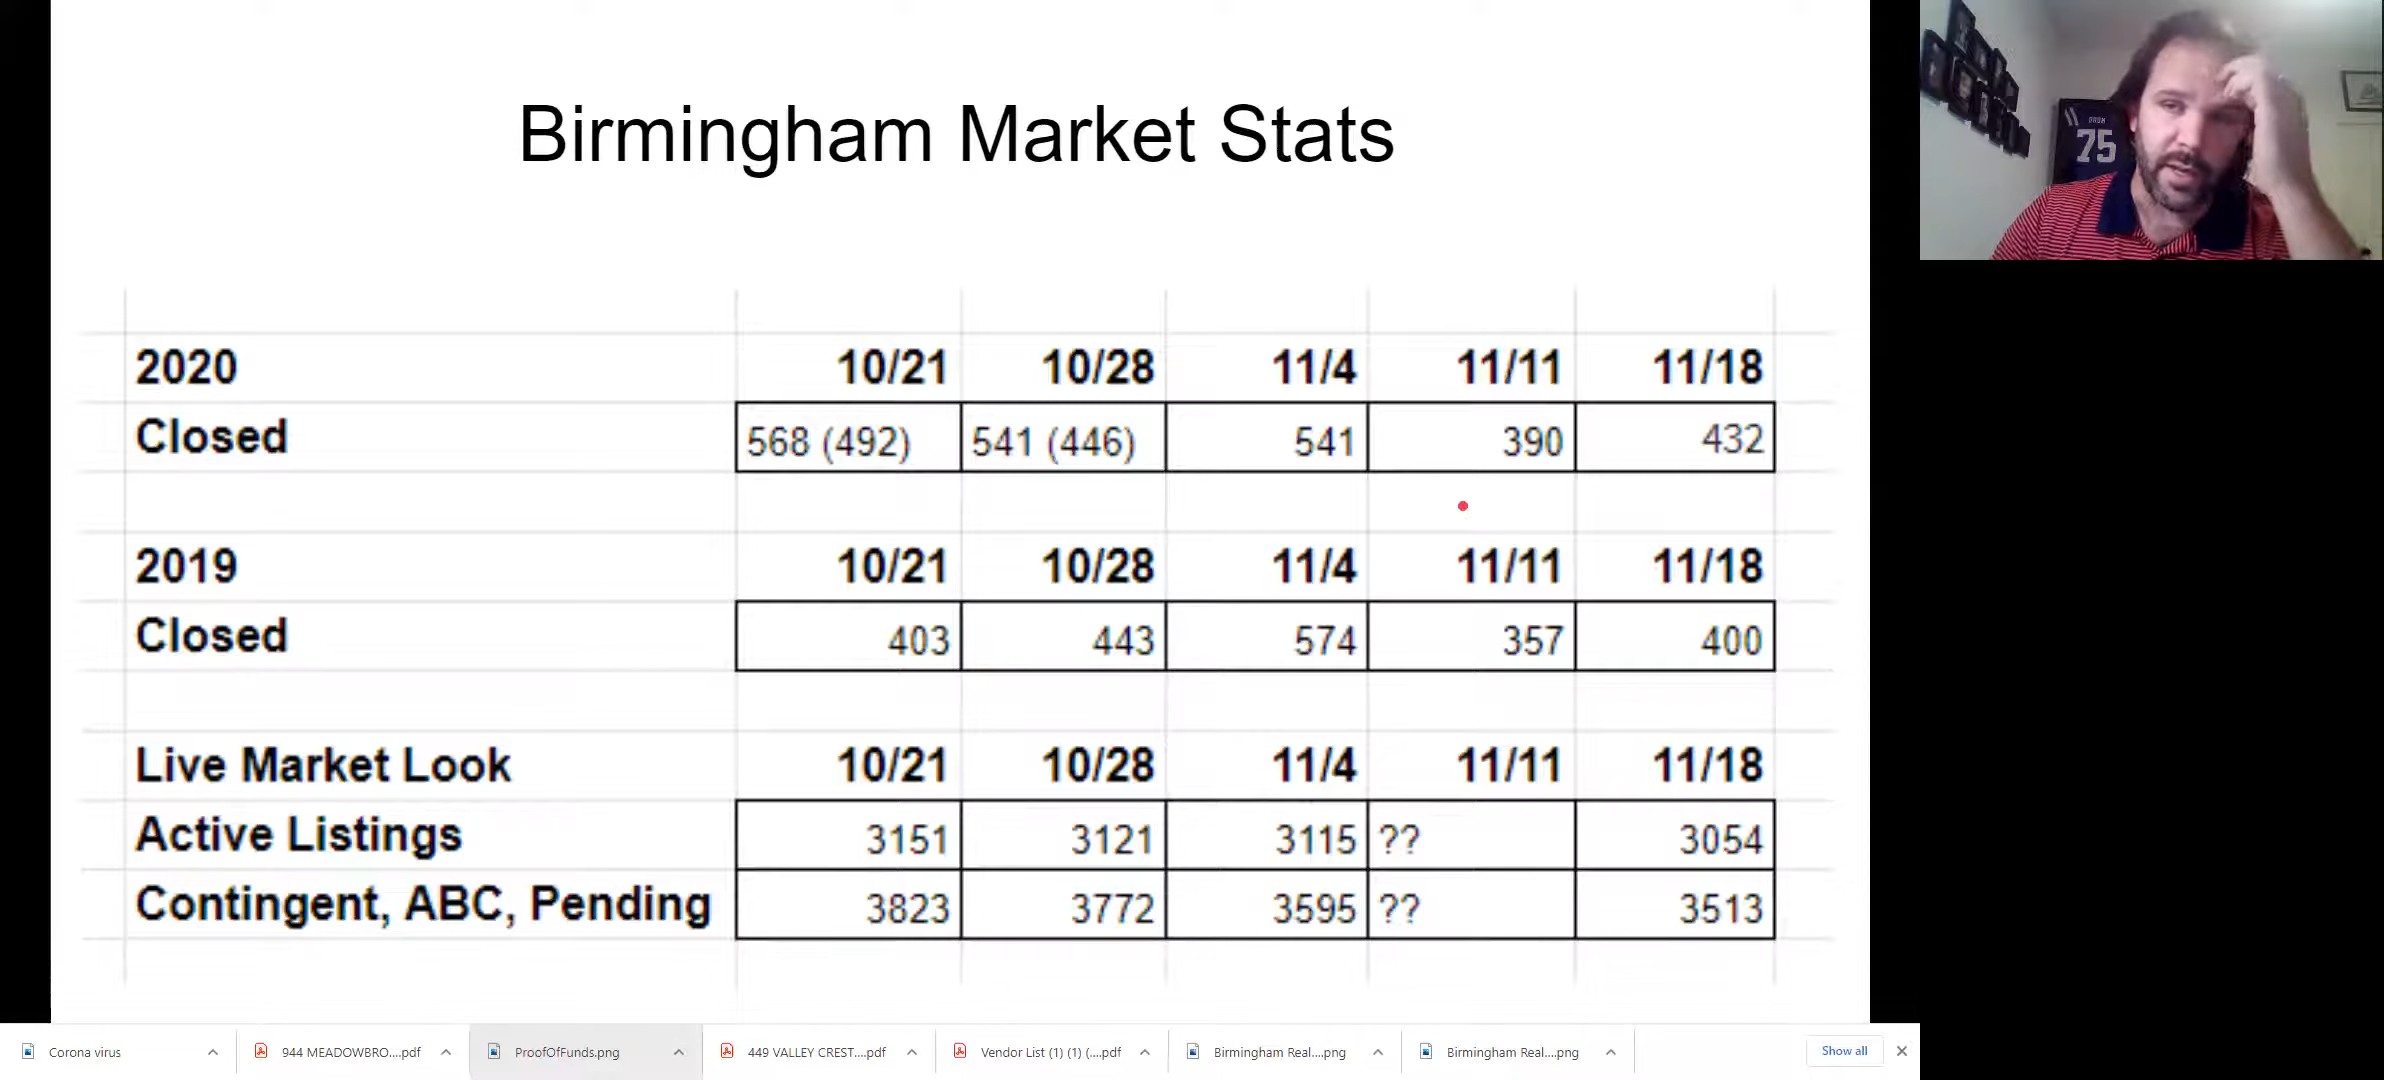 Birmingham Market Stats
2020 10/21 10/28 11/4 11/11 11/18
Closed 568 (492) 541 (446) 541 390 432
2019 10/21 10/28 11/4 11/11 11/18
Closed 403 443 574 357 400
Live Market Look 10/21 10/28 11/4 11/11 11/18
Active Listings 3151 3121 3115 ?? 3054
Contingent, ABC, Pending 3823 3772 3595 ?? 3513
75
Corona virus 944 MEADOWBRO....pdf ProofOfFunds.png 449 VALLEY CREST....pdf Vendor List (1) (1) (....pdf Birmingham Real....png Birmingham Real....png Show all